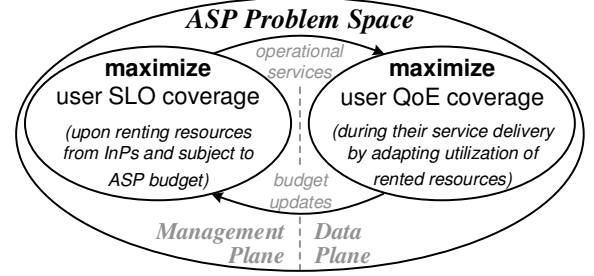 ASP Problem Space
operational
services
maximize
user SLO coverage
(upon renting resources
from InPs and subject to
ASP budget)
maximize
user QoE coverage
(during their service delivery
by adapting utilization of
rented resources)
budget
updates
Management
Plane
Data
Plane